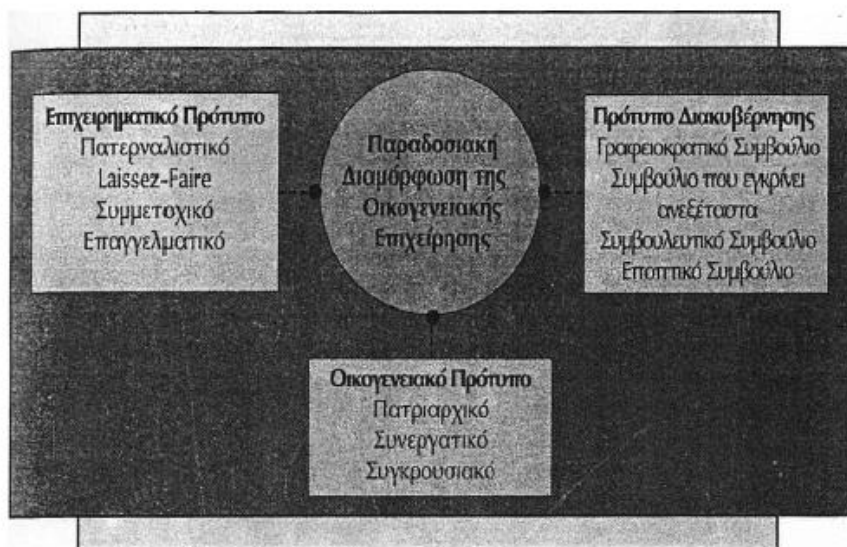 Επιχειρηματικό Πρότυπο
Πατερναλιστικό
Laissez-Faire
Συμμετοχικό
Επαγγελματικό
Παραδοσιακή
Διαμόρφωση της
Οικογενειακής
Επιχείρησης
Πρότυπο Διακυβέρνησης
Γραφειοκρατικό Συμβούλιο
Συμβούλιο που εγκρίνει
ανεξέταστα
Συμβουλευτικό Συμβούλιο
Εποπτικό Συμβούλιο
Οικογενειακό Πρότυπο
Πατριαρχικό
Συνεργατικό
Συγκρουσιακό